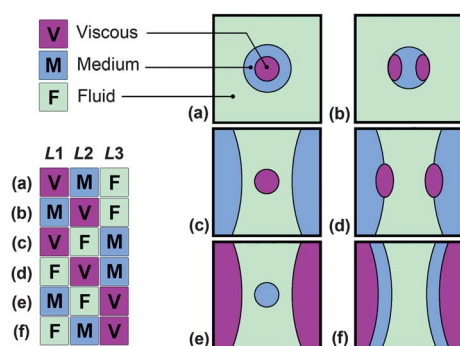 V Viscous
M Medium
F Fluid
(a)
(b)
L1 L2 L3
(a) V M F
(b) M V F
(c) V F M
(d) F V M
(e) M F V
(f) F M V
(c)
(d)
(e)
(f)